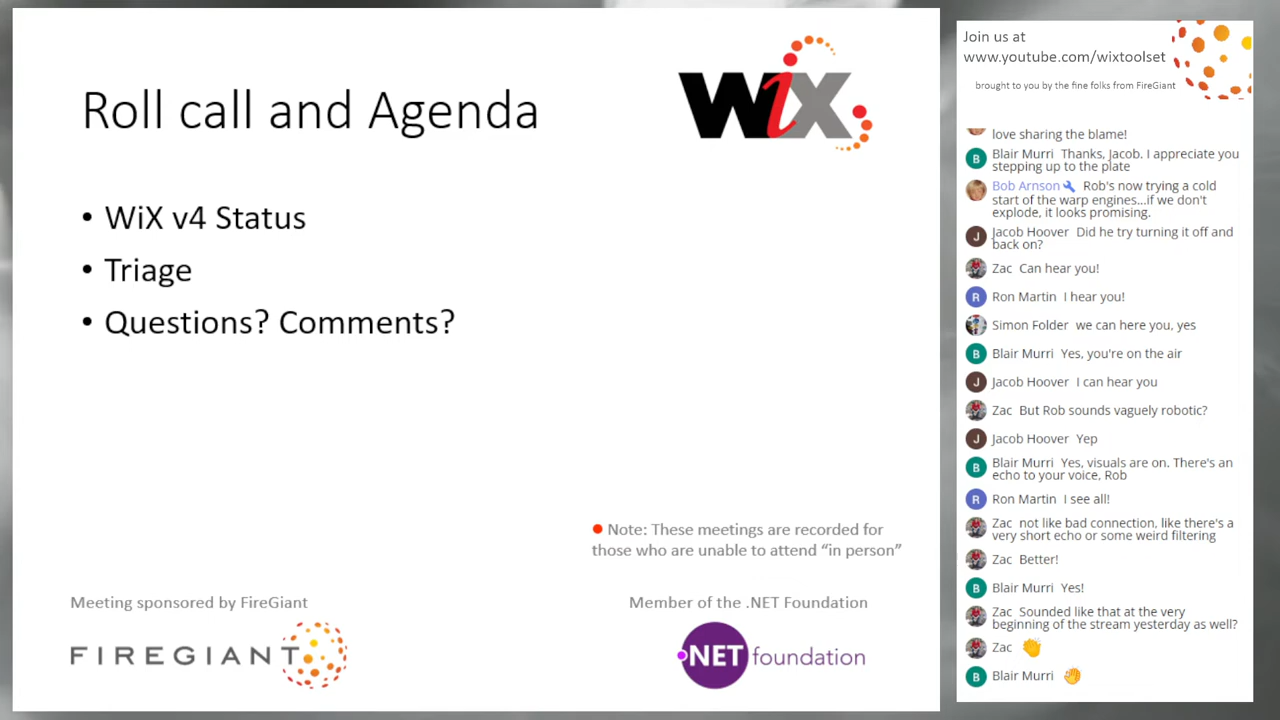 Roll call and Agenda
WiX
• WiX v4 Status
• Triage
• Questions? Comments?
Note: These meetings are recorded for
those who are unable to attend “in person”
Meeting sponsored by FireGiant
FIREGIANT
Member of the .NET Foundation
.NET foundation
Join us at
www.youtube.com/wixtoolset
brought to you by the fine folks from FireGiant
love sharing the blame!
B Blair Murri Thanks, Jacob. I appreciate you
stepping up to the plate
Bob Arnson Rob's now trying a cold
start of the warp engines...if we don't
explode, it looks promising.
J Jacob Hoover Did he try turning it off and
back on?
Zac Can hear you!
R Ron Martin I hear you!
Simon Folder we can here you, yes
B Blair Murri Yes, you're on the air
J Jacob Hoover I can hear you
Zac But Rob sounds vaguely robotic?
J Jacob Hoover Yep
B Blair Murri Yes, visuals are on. There's an
echo to your voice, Rob
R Ron Martin I see all!
Zac not like bad connection, like there's a
very short echo or some weird filtering
Zac Better!
B Blair Murri Yes!
Zac Sounded like that at the very
beginning of the stream yesterday as well?
Zac 👏
B Blair Murri 👏